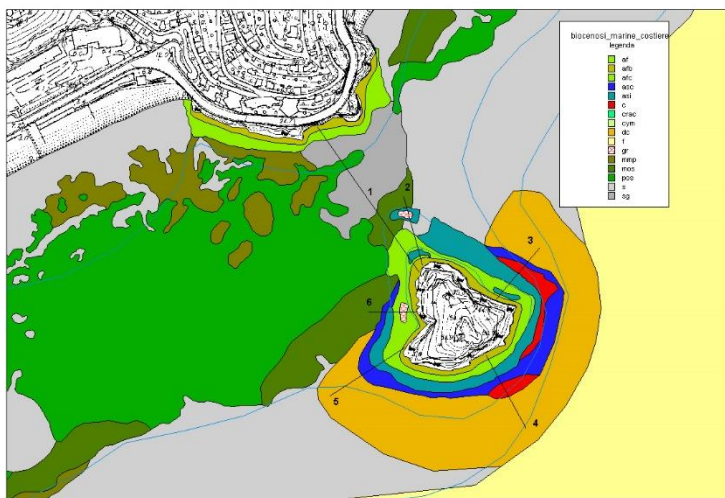 biocenosi_marine_costiere
legenda
af
afb
afc
asc
asi
c
crac
cym
dc
f
gr
mmp
mos
pos
s
sg
1
2
3
4
5
6